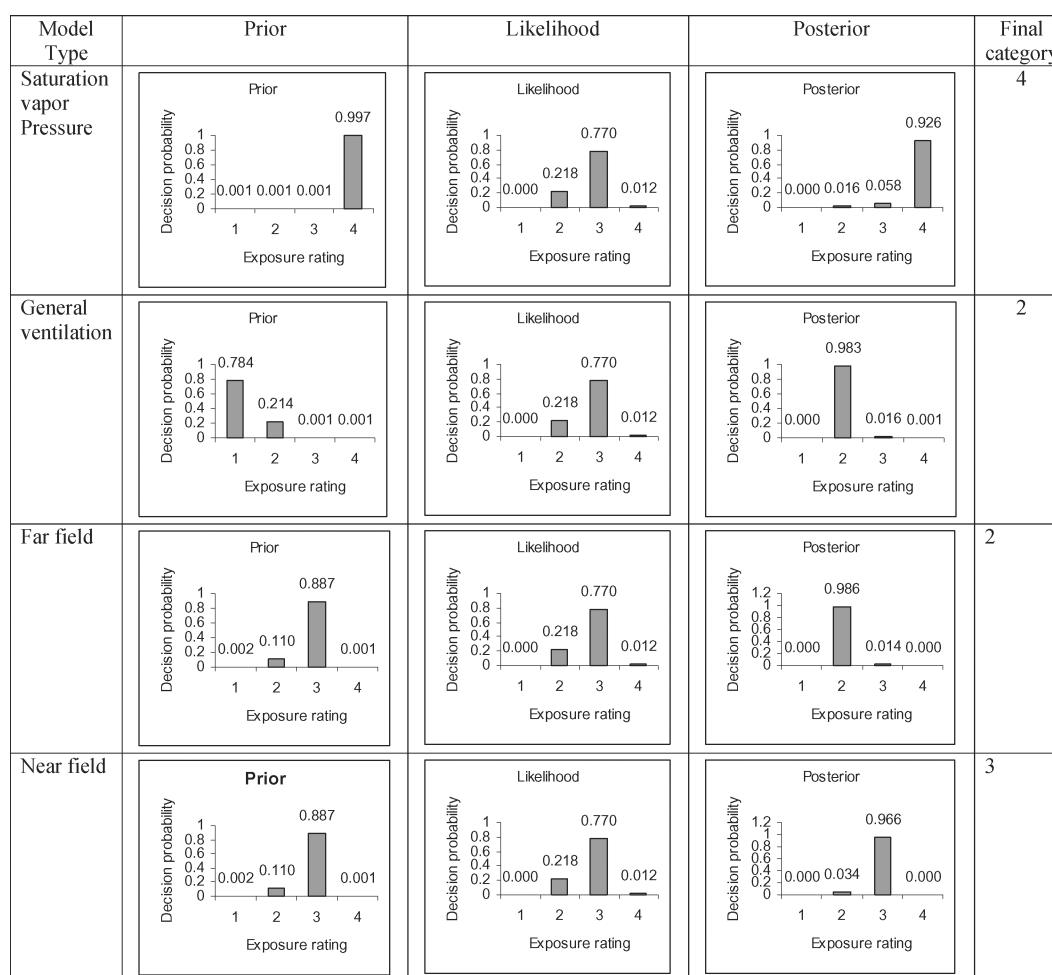 Model Type
Prior
Likelihood
Posterior
Final category
Saturation vapor Pressure
Prior
Decision probability
1
0.8
0.6
0.4
0.2
0
0.001 0.001 0.001 0.997
1 2 3 4
Exposure rating
Likelihood
Decision probability
1
0.8
0.6
0.4
0.2
0
0.000 0.218 0.770 0.012
1 2 3 4
Exposure rating
Posterior
Decision probability
1
0.8
0.6
0.4
0.2
0
0.000 0.016 0.058 0.926
1 2 3 4
Exposure rating
4
General ventilation
Prior
Decision probability
1
0.8
0.6
0.4
0.2
0
0.784 0.214 0.001 0.001
1 2 3 4
Exposure rating
Likelihood
Decision probability
1
0.8
0.6
0.4
0.2
0
0.000 0.218 0.770 0.012
1 2 3 4
Exposure rating
Posterior
Decision probability
1
0.8
0.6
0.4
0.2
0
0.000 0.983 0.016 0.001
1 2 3 4
Exposure rating
2
Far field
Prior
Decision probability
1
0.8
0.6
0.4
0.2
0
0.002 0.110 0.887 0.001
1 2 3 4
Exposure rating
Likelihood
Decision probability
1
0.8
0.6
0.4
0.2
0
0.000 0.218 0.770 0.012
1 2 3 4
Exposure rating
Posterior
Decision probability
1.2
1
0.8
0.6
0.4
0.2
0
0.000 0.986 0.014 0.000
1 2 3 4
Exposure rating
2
Near field
Prior
Decision probability
1
0.8
0.6
0.4
0.2
0
0.002 0.110 0.887 0.001
1 2 3 4
Exposure rating
Likelihood
Decision probability
1
0.8
0.6
0.4
0.2
0
0.000 0.218 0.770 0.012
1 2 3 4
Exposure rating
Posterior
Decision probability
1.2
1
0.8
0.6
0.4
0.2
0
0.000 0.034 0.966 0.000
1 2 3 4
Exposure rating
3